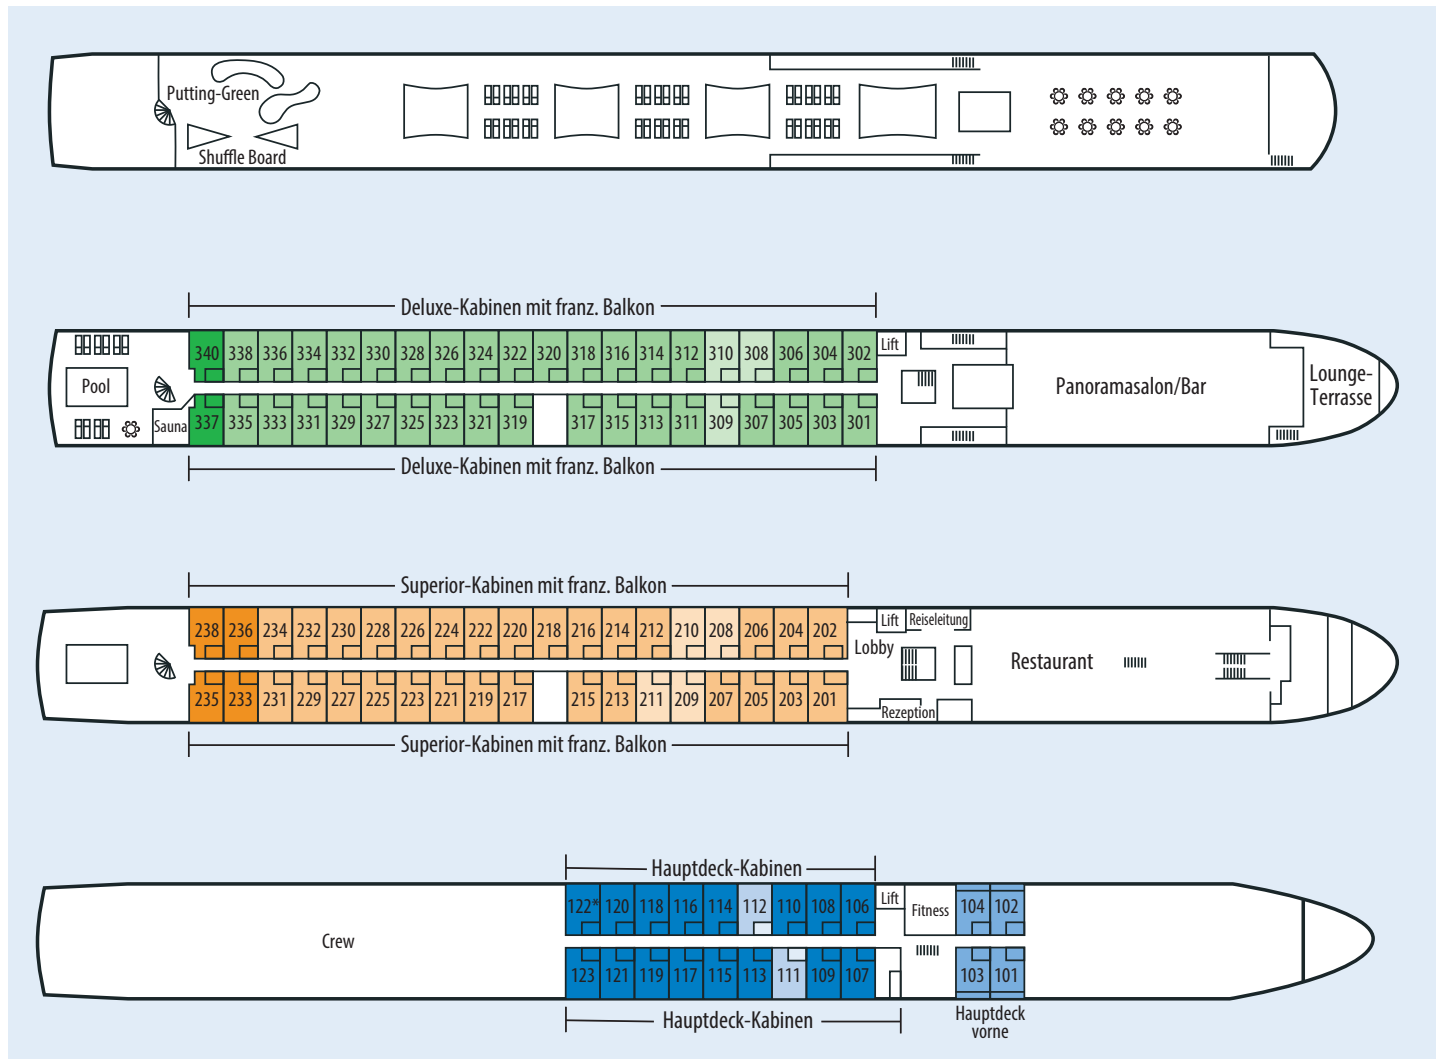 Putting-Green
Shuffle Board
Deluxe-Kabinen mit franz. Balkon
340 338 336 334 332 330 328 326 324 322 320 318 316 314 312 310 308 306 304 302 Lift
Pool Panoramasalon/Bar Lounge-
Terrasse
Sauna 337 335 333 331 329 327 325 323 321 319 317 315 313 311 309 307 305 303 301
Deluxe-Kabinen mit franz. Balkon
Superior-Kabinen mit franz. Balkon
238 236 234 232 230 228 226 224 222 220 218 216 214 212 210 208 206 204 202 Lift Reiseleitung
Lobby Restaurant
235 233 231 229 227 225 223 221 219 217 215 213 211 209 207 205 203 201 Rezeption
Superior-Kabinen mit franz. Balkon
Hauptdeck-Kabinen
122* 120 118 116 114 112 110 108 106 Lift Fitness 104 102
Crew
123 121 119 117 115 113 111 109 107 103 101
Hauptdeck-Kabinen
Hauptdeck
vorne